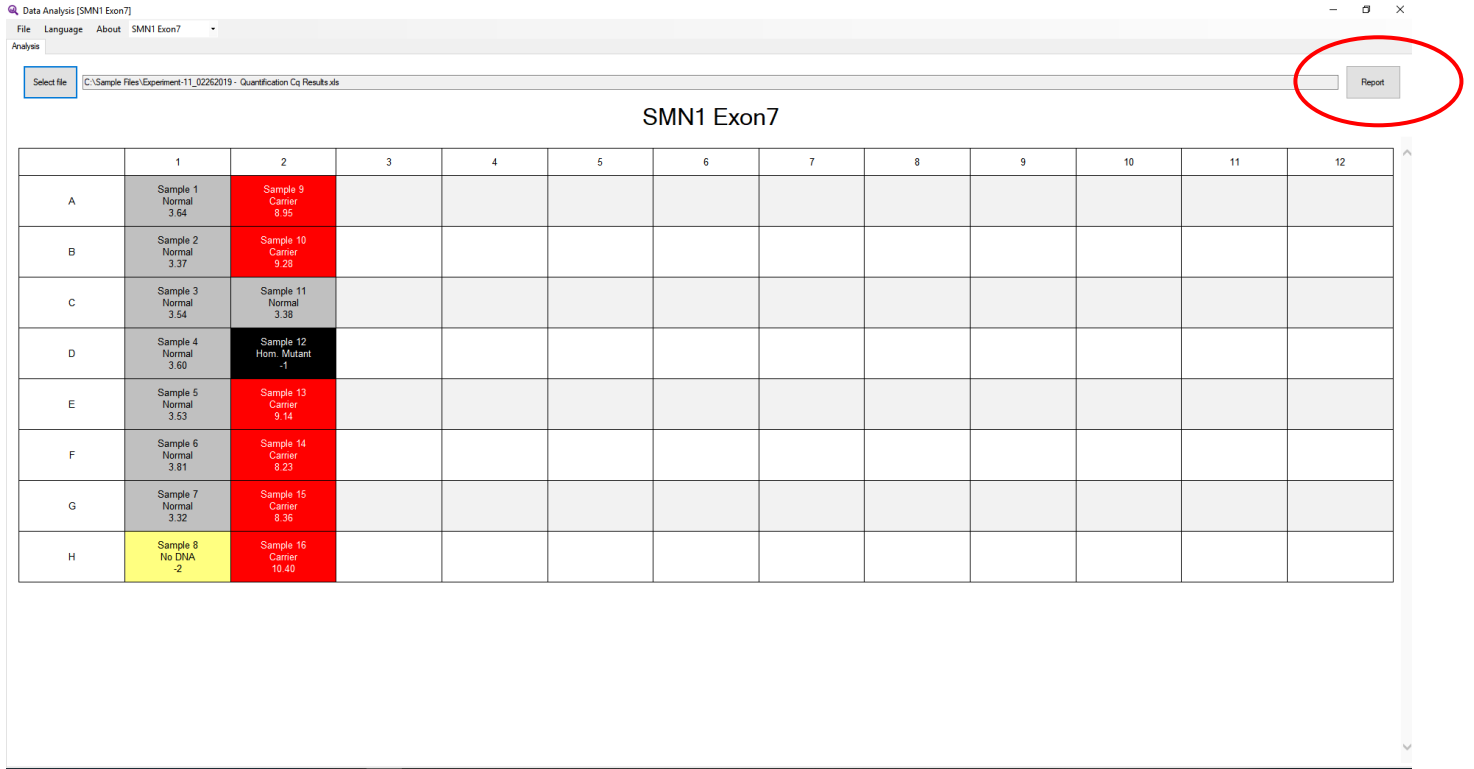 Data Analysis [SMN1 Exon7]
File Language About SMN1 Exon7
Analysis
Select file C:\Sample Files\Experiment-11_02262019 - Quantification Cq Results.xls Report
SMN1 Exon7
1 2 3 4 5 6 7 8 9 10 11 12
A
Sample 1
Normal
3.64
Sample 9
Carrier
8.95
B
Sample 2
Normal
3.37
Sample 10
Carrier
9.28
C
Sample 3
Normal
3.54
Sample 11
Normal
3.38
D
Sample 4
Normal
3.60
Sample 12
Hom. Mutant
-1
E
Sample 5
Normal
3.53
Sample 13
Carrier
9.14
F
Sample 6
Normal
3.81
Sample 14
Carrier
8.23
G
Sample 7
Normal
3.32
Sample 15
Carrier
8.36
H
Sample 8
No DNA
-2
Sample 16
Carrier
10.40